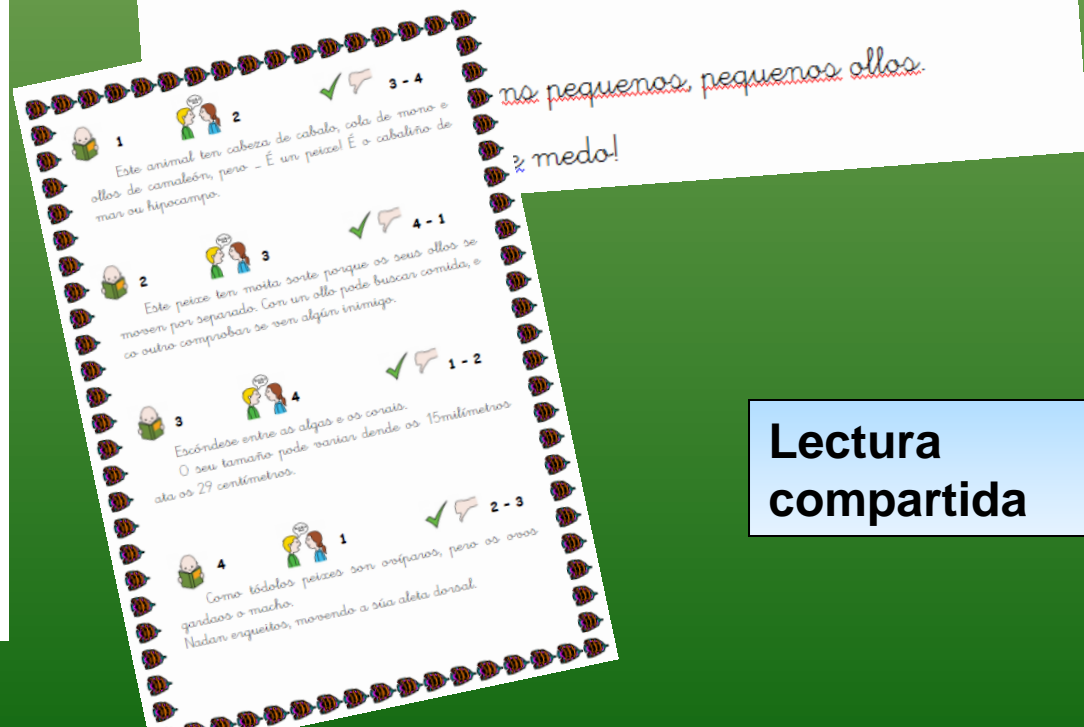 ns pequenos, pequenos ollos.
e medo!
1 2 3 - 4
Este animal ten cabeza de cabalo, cola de mono e
ollos de camaleón, pero _ É un peixe! É o cabaliño de
mar ou hipocampo.
2 3 4 - 1
Este peixe ten moita sorte porque os seus ollos se
moven por separado. Con un ollo pode buscar comida, e
co outro comprobar se ven algún inimigo.
3 4 1 - 2
Escóndese entre as algas e os corais.
O seu tamaño pode variar dende os 15milímetros
ata os 29 centímetros.
4 1 2 - 3
Como tódolos peixes son ovíparos, pero os ovos
gardaos o macho.
Nadan ergueitos, movendo a súa aleta dorsal.
Lectura
compartida